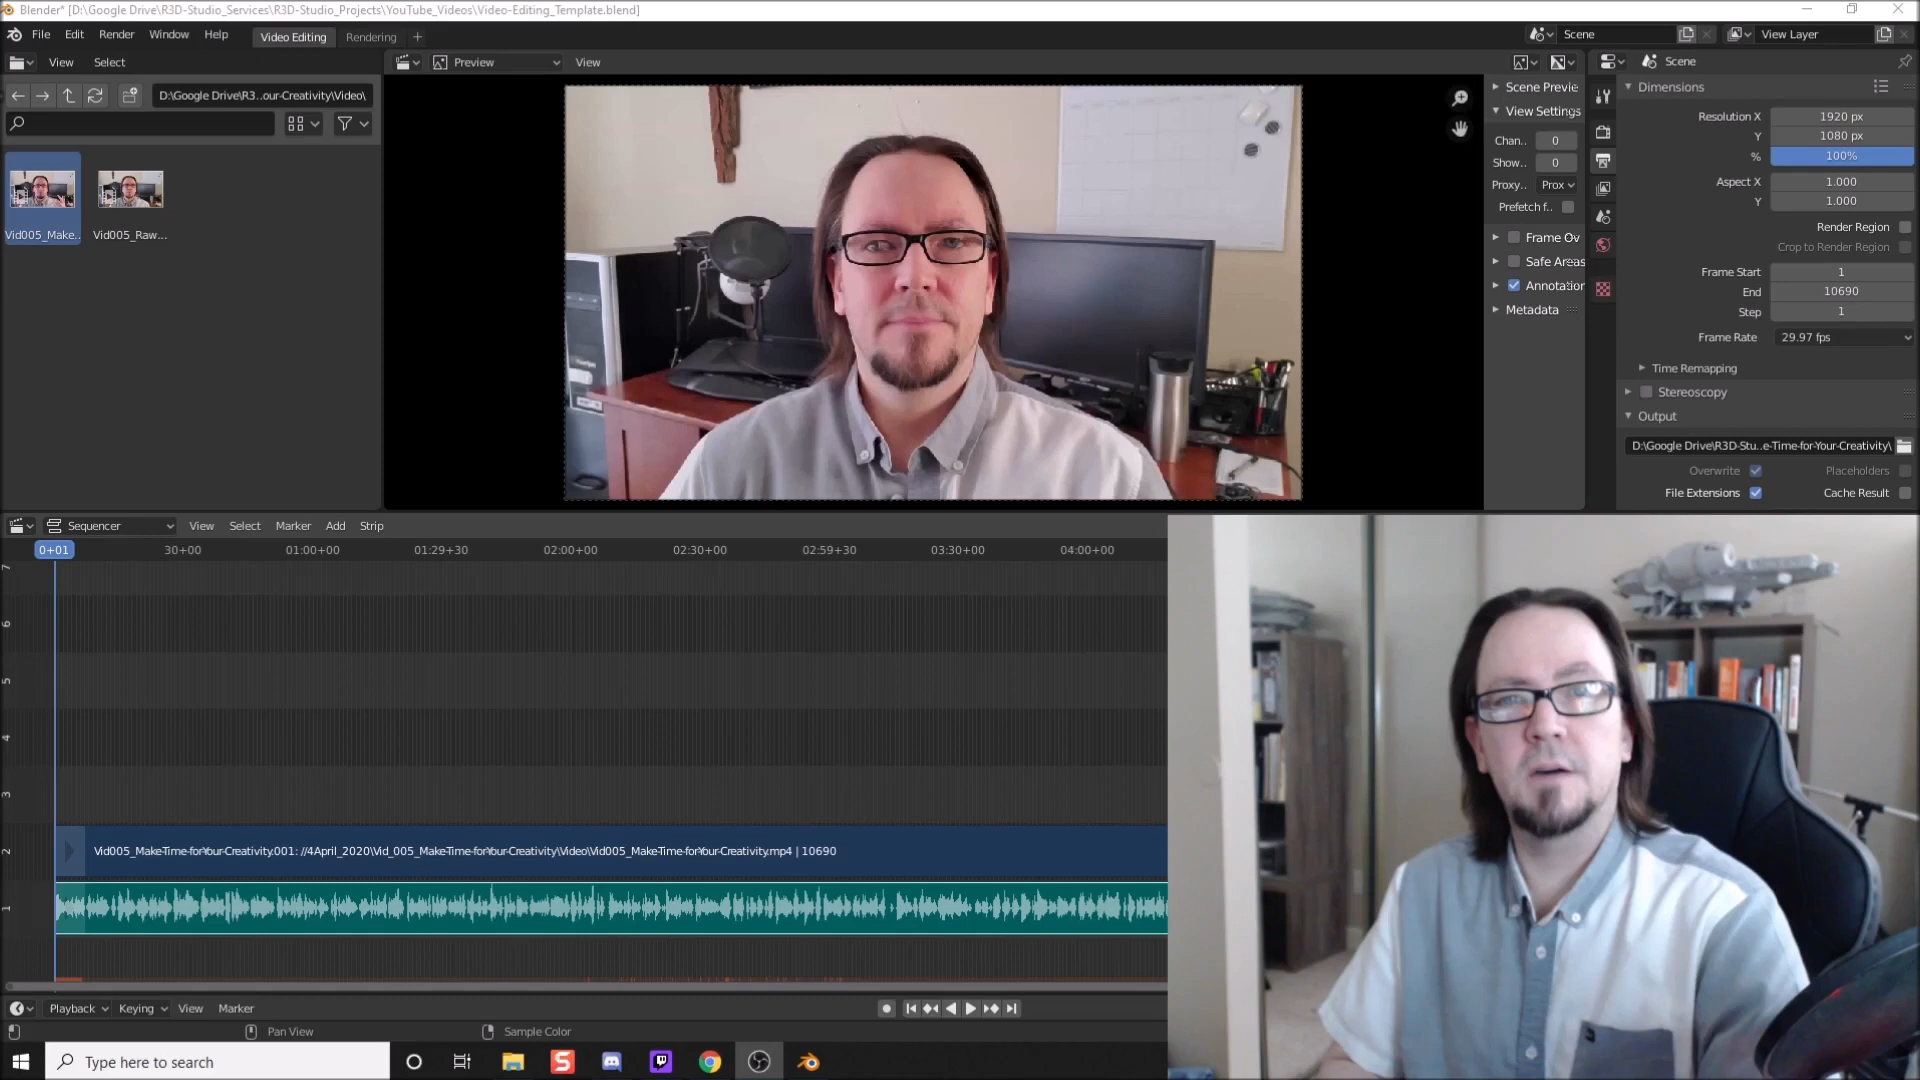 Blender* [D:\Google Drive\R3D-Studio_Services\R3D-Studio_Projects\YouTube_Videos\Video-Editing_Template.blend]
File Edit Render Window Help Video Editing Rendering + Scene View Layer
View Select Preview View Scene
D:\Google Drive\R3..our-Creativity\Video\
Vid005_Make.. Vid005_Raw...
Scene Previe
View Settings
Chan.. 0
Show.. 0
Proxy.. Prox
Prefetch f..
Frame Ov
Safe Areas
Annotation
Metadata
Dimensions
Resolution X 1920 px
Y 1080 px
% 100%
Aspect X 1.000
Y 1.000
Render Region
Crop to Render Region
Frame Start 1
End 10690
Step 1
Frame Rate 29.97 fps
Time Remapping
Stereoscopy
Output
D:\Google Drive\R3D-Stu..e-Time-for-Your-Creativity\
Overwrite Placeholders
File Extensions Cache Result
Sequencer View Select Marker Add Strip
0+01 30+00 01:00+00 01:29+30 02:00+00 02:30+00 02:59+30 03:30+00 04:00+00
7
6
5
4
3
2 Vid005_Make-Time-for-Your-Creativity.001: //4April_2020\Vid_005_Make-Time-for-Your-Creativity\Video\Vid005_Make-Time-for-Your-Creativity.mp4 | 10690
1
Playback Keying View Marker
Pan View Sample Color
Type here to search